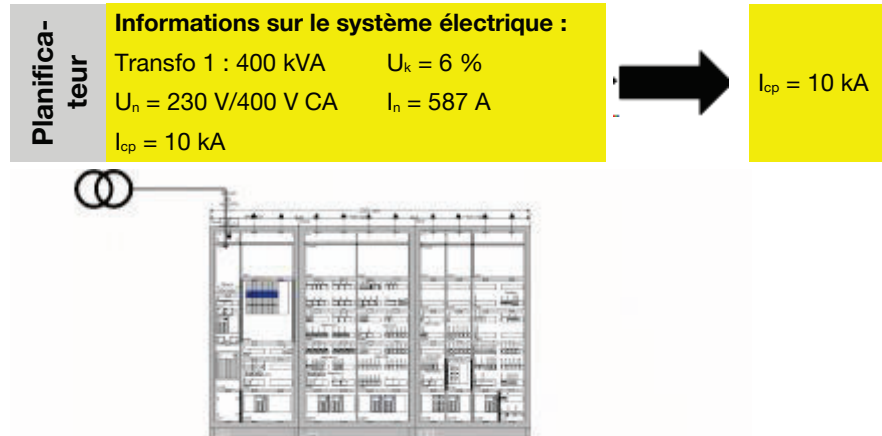 Planifica-
teur
Informations sur le système électrique :
Transfo 1 : 400 kVA Uk = 6 %
Un = 230 V/400 V CA In = 587 A
Icp = 10 kA
Icp = 10 kA